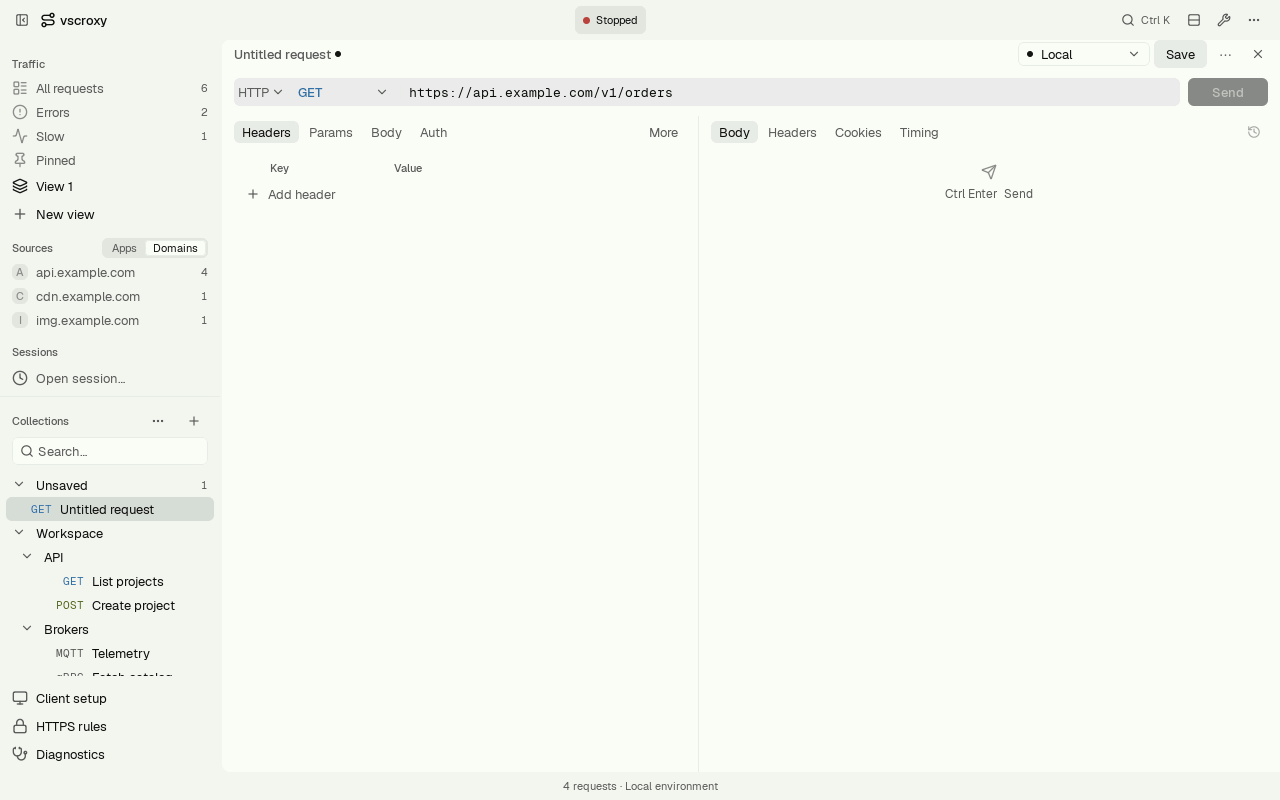 vscroxy
Stopped
Ctrl K
Traffic
All requests 6
Errors 2
Slow 1
Pinned
View 1
New view
Sources Apps Domains
A api.example.com 4
C cdn.example.com 1
I img.example.com 1
Sessions
Open session...
Collections
Search...
Unsaved 1
GET Untitled request
Workspace
API
GET List projects
POST Create project
Brokers
MQTT Telemetry
gRPC Fetch catalog
Client setup
HTTPS rules
Diagnostics
Untitled request
Local Save
HTTP GET https://api.example.com/v1/orders Send
Headers Params Body Auth More
Key Value
Add header
Body Headers Cookies Timing
Ctrl Enter Send
4 requests · Local environment